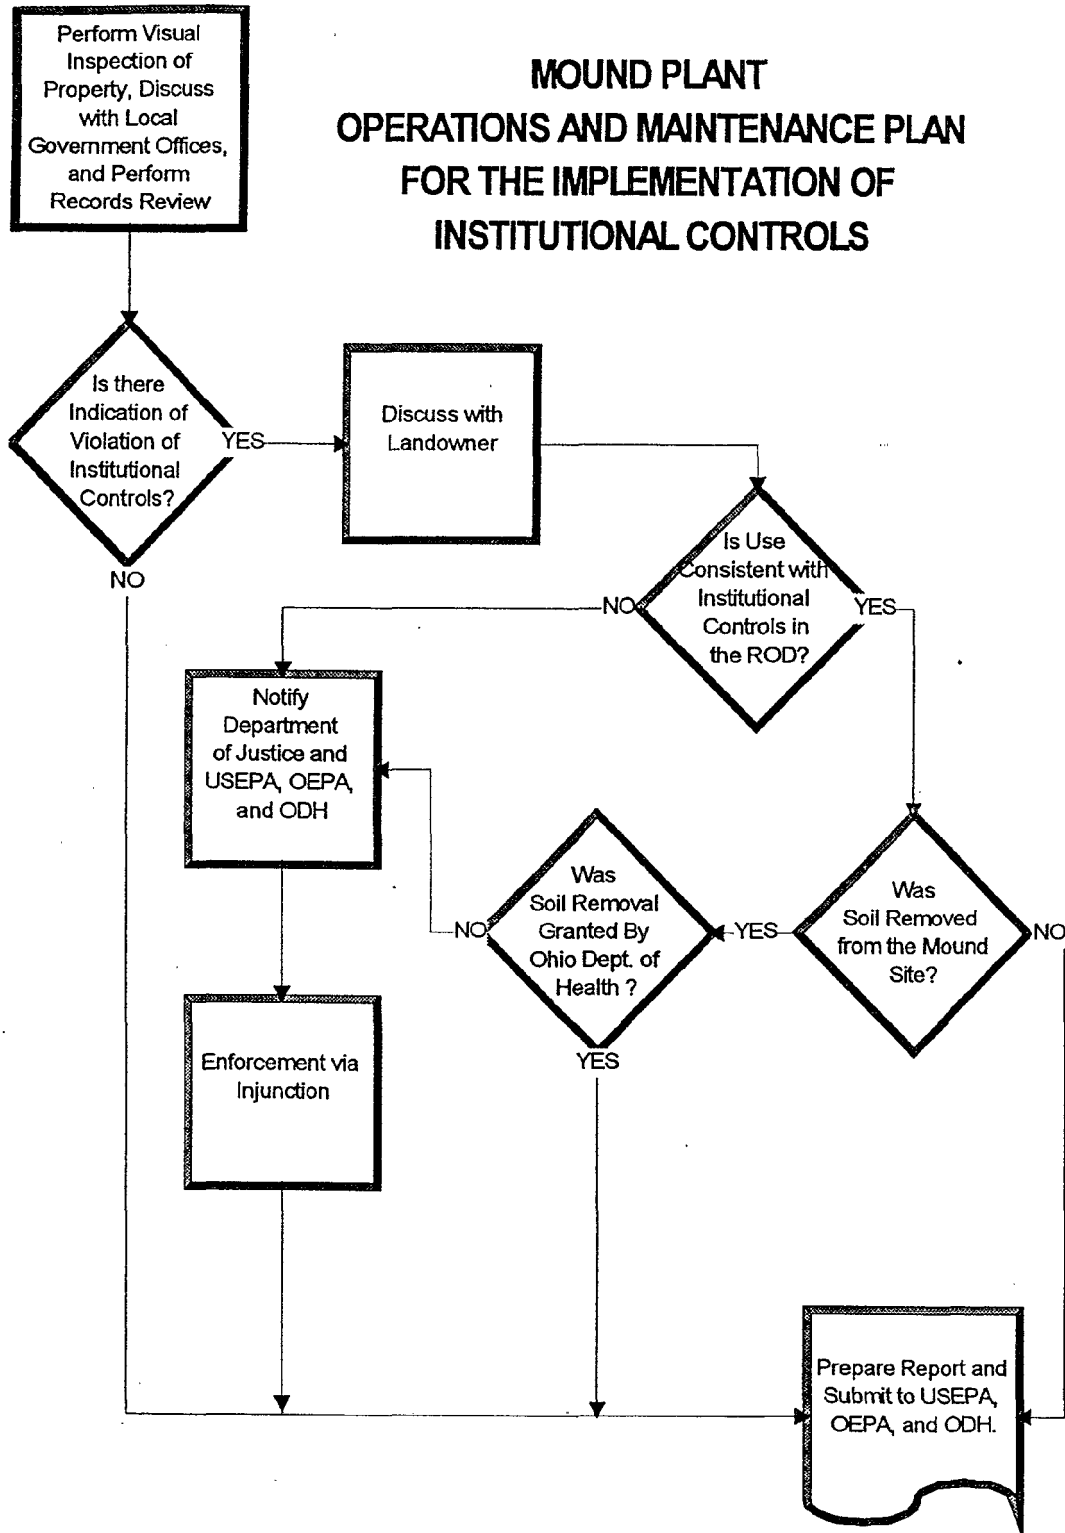 Perform Visual
Inspection of
Property, Discuss
with Local
Government Offices,
and Perform
Records Review
MOUND PLANT
OPERATIONS AND MAINTENANCE PLAN
FOR THE IMPLEMENTATION OF
INSTITUTIONAL CONTROLS
Is there
Indication of
Violation of
Institutional
Controls?
YES
NO
Discuss with
Landowner
Is Use
Consistent with
Institutional
Controls in
the ROD?
NO
YES
Notify
Department
of Justice and
USEPA, OEPA,
and ODH
Was
Soil Removal
Granted By
Ohio Dept. of
Health ?
NO
YES
YES
Was
Soil Removed
from the Mound
Site?
NO
Enforcement via
Injunction
Prepare Report and
Submit to USEPA,
OEPA, and ODH.